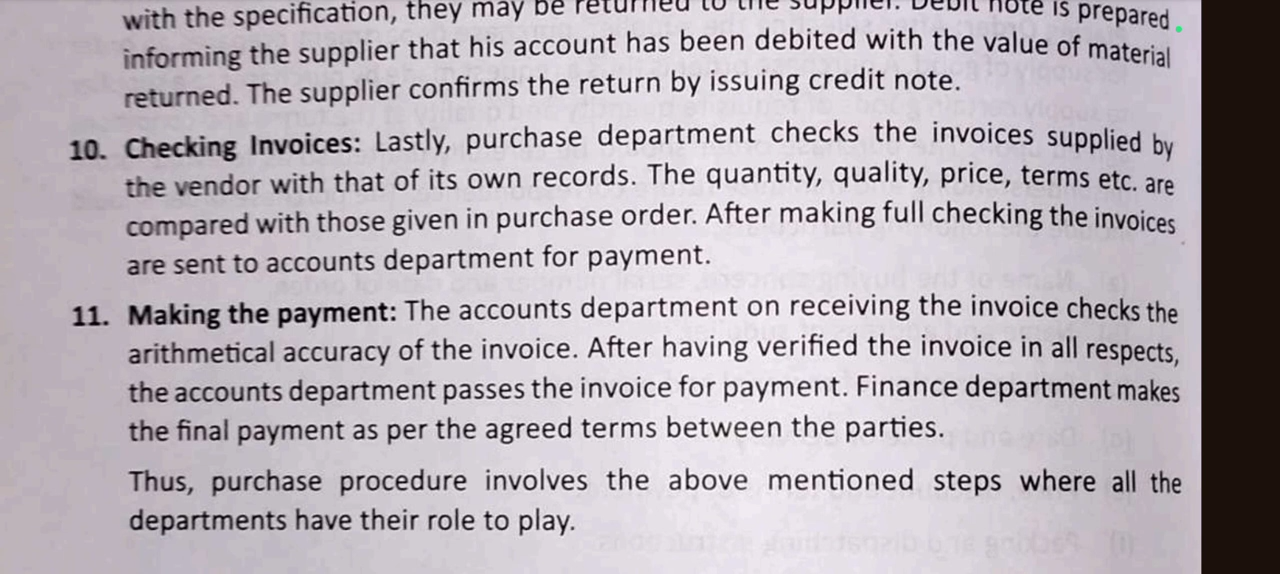 with the specification, they may be returned to the supplier. Debit note is prepared
informing the supplier that his account has been debited with the value of material
returned. The supplier confirms the return by issuing credit note.
10. Checking Invoices: Lastly, purchase department checks the invoices supplied by
the vendor with that of its own records. The quantity, quality, price, terms etc. are
compared with those given in purchase order. After making full checking the invoices
are sent to accounts department for payment.
11. Making the payment: The accounts department on receiving the invoice checks the
arithmetical accuracy of the invoice. After having verified the invoice in all respects,
the accounts department passes the invoice for payment. Finance department makes
the final payment as per the agreed terms between the parties.
Thus, purchase procedure involves the above mentioned steps where all the
departments have their role to play.